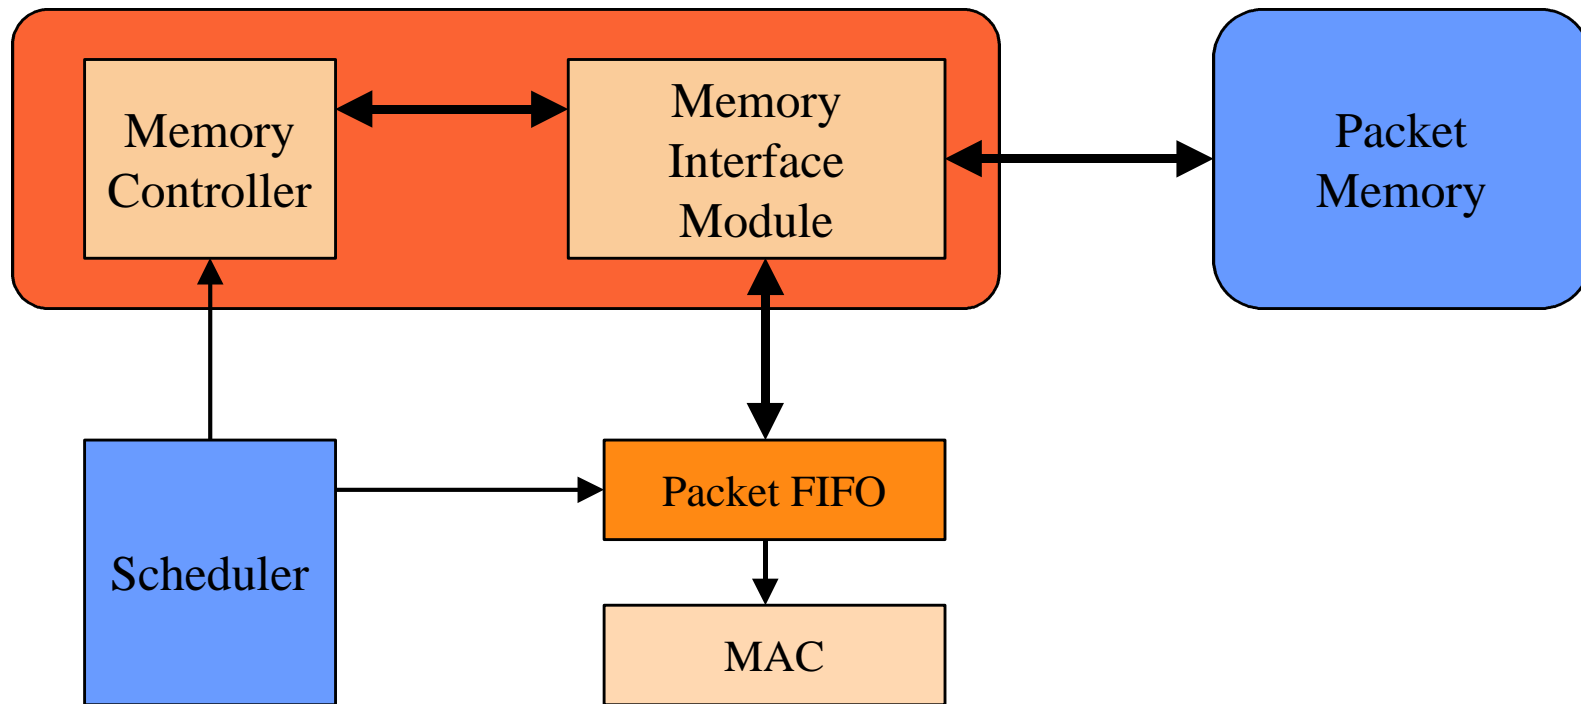 Memory
Controller
Memory
Interface
Module
Packet
Memory
Scheduler
Packet FIFO
MAC